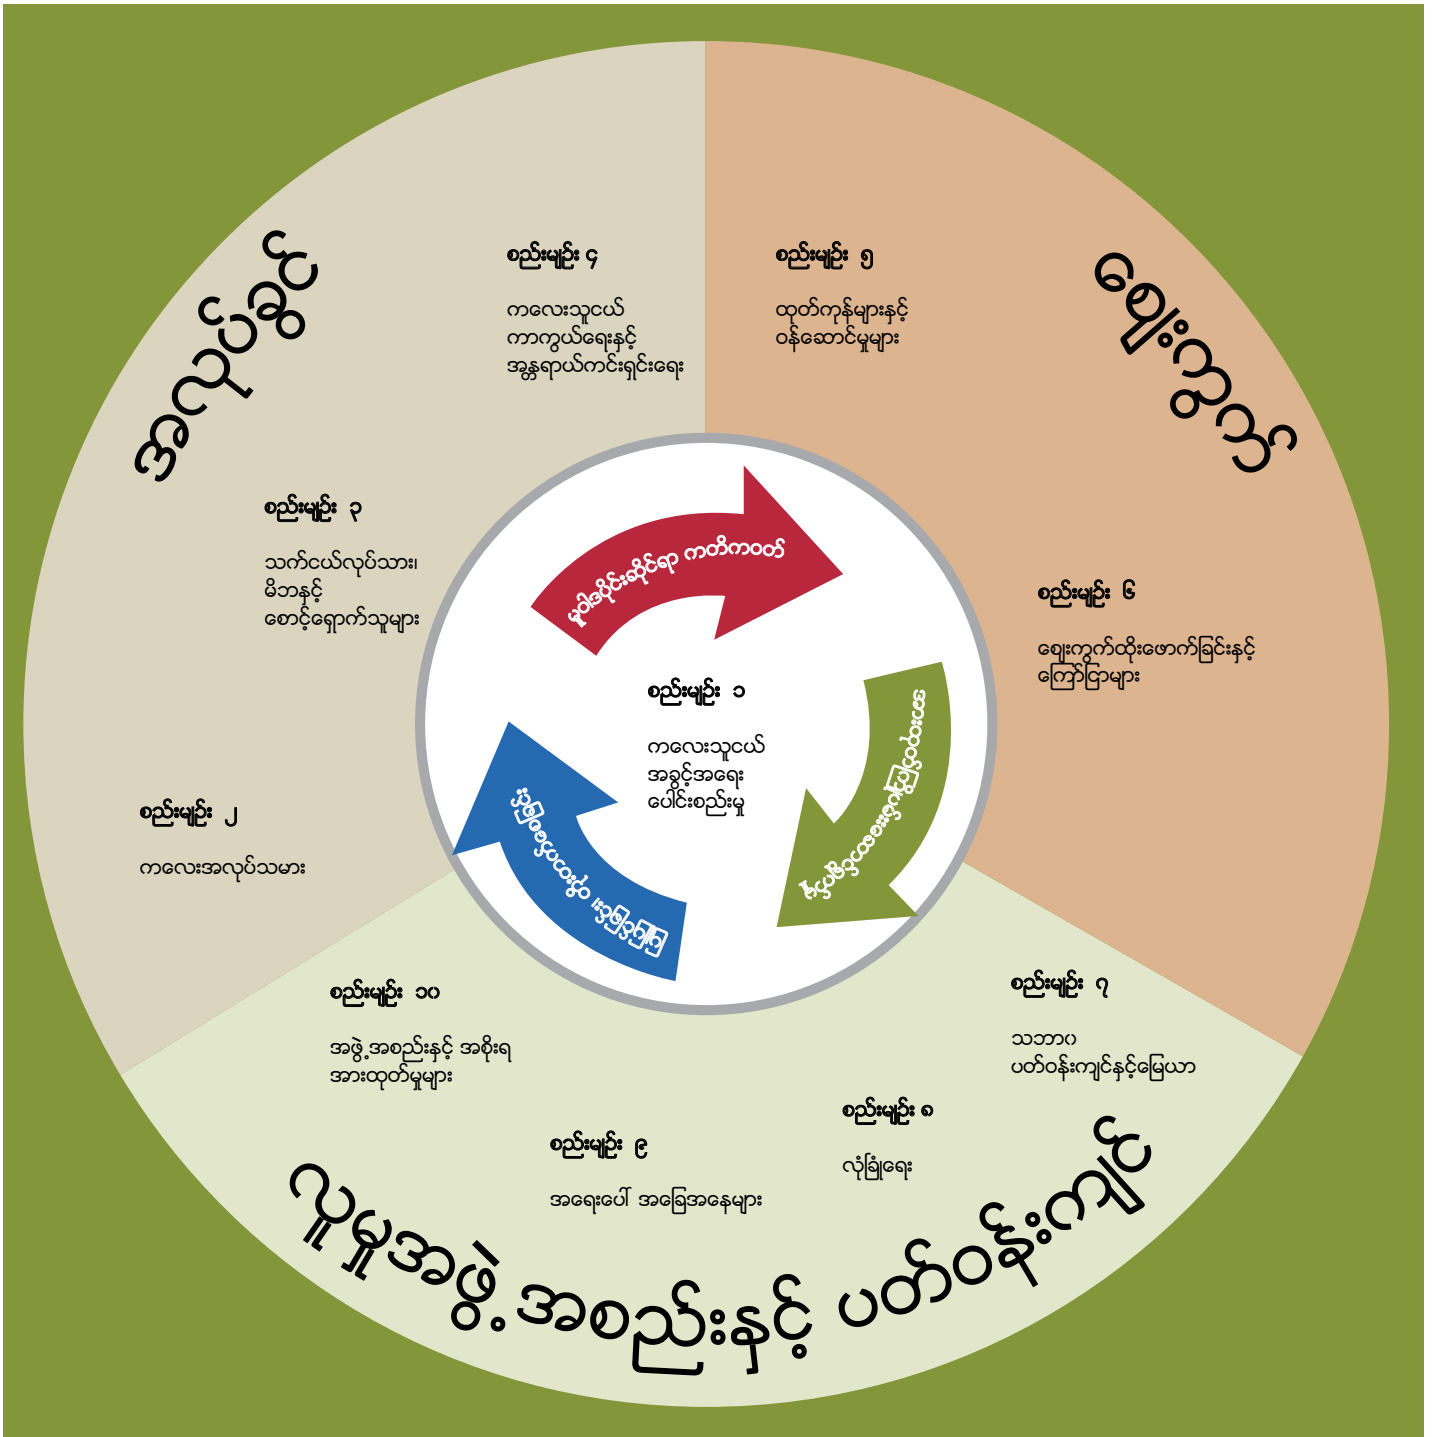 အလုပ်ခွင်
စည်းမျဉ်း ၄
ကလေးသူငယ်
ကာကွယ်ရေးနှင့်
အန္တရာယ်ကင်းရှင်းရေး
စည်းမျဉ်း ၃
သက်ငယ်လုပ်သား၊
မိဘနှင့်
စောင့်ရှောက်သူများ
စည်းမျဉ်း ၂
ကလေးအလုပ်သမား
ဈေးကွက်
စည်းမျဉ်း ၅
ထုတ်ကုန်များနှင့်
ဝန်ဆောင်မှုများ
စည်းမျဉ်း ၆
ဈေးကွက်ထိုးဖောက်ခြင်းနှင့်
ကြော်ငြာများ
မူဝါဒပိုင်းဆိုင်ရာ ကတိကဝတ်
စည်းမျဉ်း ၁
ကလေးသူငယ်
အခွင့်အရေး
ပေါင်းစည်းမှု
စည်းမျဉ်း ၇
သဘာဝ
ပတ်ဝန်းကျင်နှင့်မြေယာ
စည်းမျဉ်း ၈
လုံခြုံရေး
စည်းမျဉ်း ၉
အရေးပေါ် အခြေအနေများ
စည်းမျဉ်း ၁၀
အဖွဲ့အစည်းနှင့် အစိုးရ
အားထုတ်မှုများ
လူမှုအဖွဲ့အစည်းနှင့် ပတ်ဝန်းကျင်